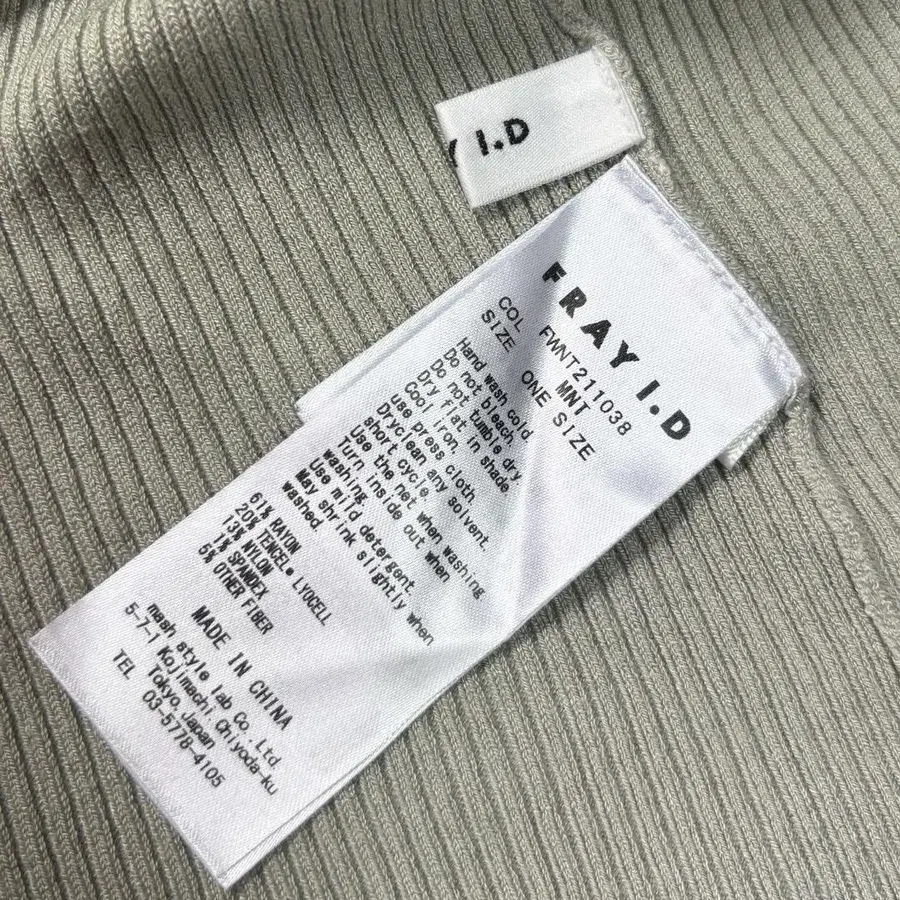 I.D
FRAY I.D
FWNT211038
COL MNT
SIZE ONE SIZE
Hand wash cold.
Do not bleach.
Do not tumble dry.
Dry flat in shade.
Cool iron,
use press cloth.
Dryclean any solvent,
short cycle.
Use the net when washing
Turn inside out when
washing.
Use mild detergent.
May shrink slightly when
washed.
61% RAYON
20% TENCEL® LYOCELL
13% NYLON
1% SPANDEX
5% OTHER FIBER
MADE IN CHINA
mash style lab Co.,Ltd.
5-7-1 Kojimachi,Chiyoda-ku
Tokyo,Japan
TEL 03-5778-4105